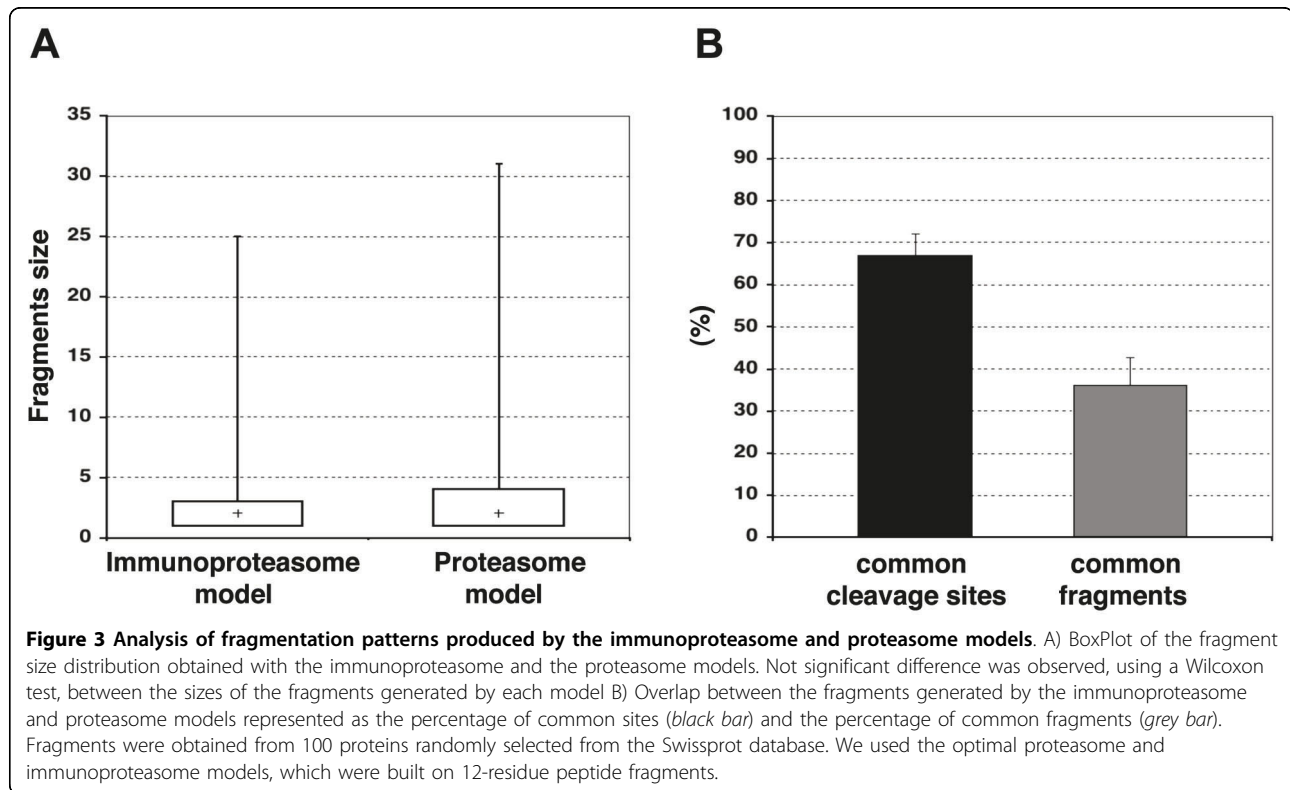 A
B
35
30
25
20
15
10
5
0
Fragments size
Immunoproteasome
model
Proteasome
model
100
90
80
70
60
50
40
30
20
10
0
(%)
common
cleavage sites
common
fragments
Figure 3 Analysis of fragmentation patterns produced by the immunoproteasome and proteasome models. A) BoxPlot of the fragment
size distribution obtained with the immunoproteasome and the proteasome models. Not significant difference was observed, using a Wilcoxon
test, between the sizes of the fragments generated by each model B) Overlap between the fragments generated by the immunoproteasome
and proteasome models represented as the percentage of common sites (black bar) and the percentage of common fragments (grey bar).
Fragments were obtained from 100 proteins randomly selected from the Swissprot database. We used the optimal proteasome and
immunoproteasome models, which were built on 12-residue peptide fragments.